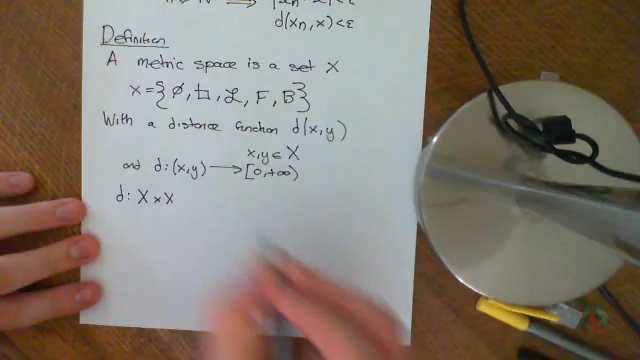 d(xₙ, x) < ε
Definition
A metric space is a set X
X = {φ, ㄣ, ℒ, F, B}
With a distance function d(x,y)
x,y ∈ X
and d: (x,y) ⟶ [0,+∞)
d: X × X